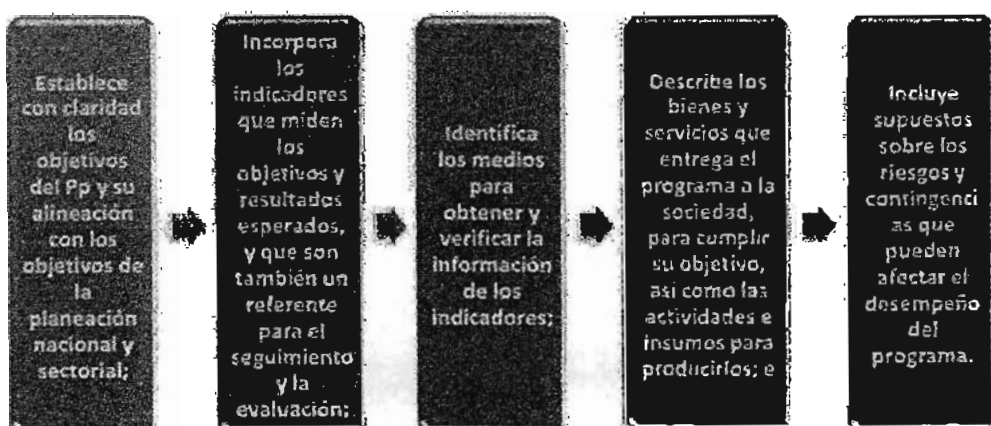 Establece
con claridad
los
objetivos
del Pp y su
alineación
con los
objetivos de
la
planeación
nacional y
sectorial;
Incorpora
los
indicadores
que miden
los
objetivos y
resultados
esperados,
y que son
también un
referente
para el
seguimiento
y la
evaluación;
Identifica
los medios
para
obtener y
verificar la
información
de los
indicadores;
Describe los
bienes y
servicios que
entrega el
programa a la
sociedad,
para cumplir
su objetivo,
así como las
actividades e
insumos para
producirlos; e
Incluye
supuestos
sobre los
riesgos y
contingenci
as que
pueden
afectar el
desempeño
del
programa.